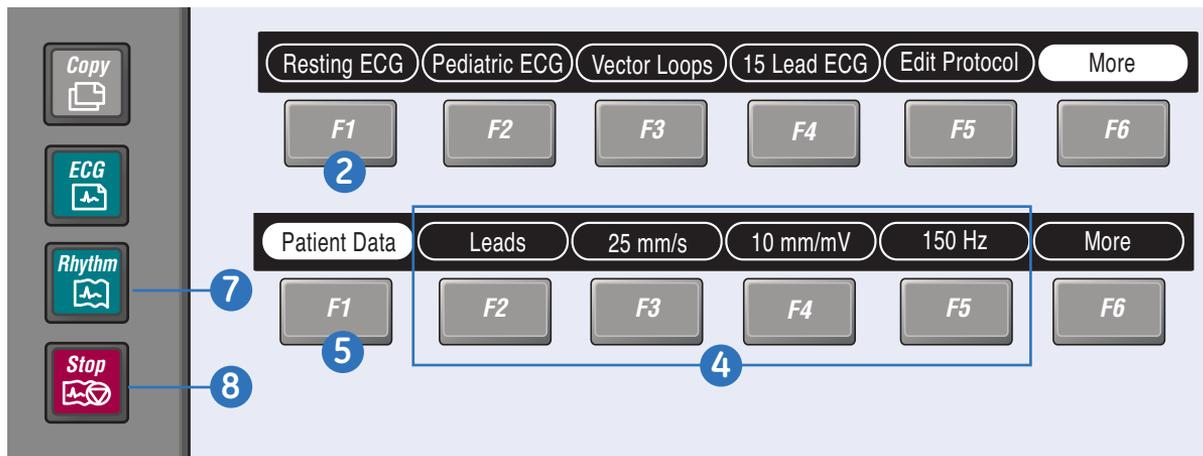 Copy
ECG
Rhythm
Stop
Resting ECG Pediatric ECG Vector Loops 15 Lead ECG Edit Protocol More
F1 F2 F3 F4 F5 F6
2
Patient Data Leads 25 mm/s 10 mm/mV 150 Hz More
F1 F2 F3 F4 F5 F6
5
4
7
8